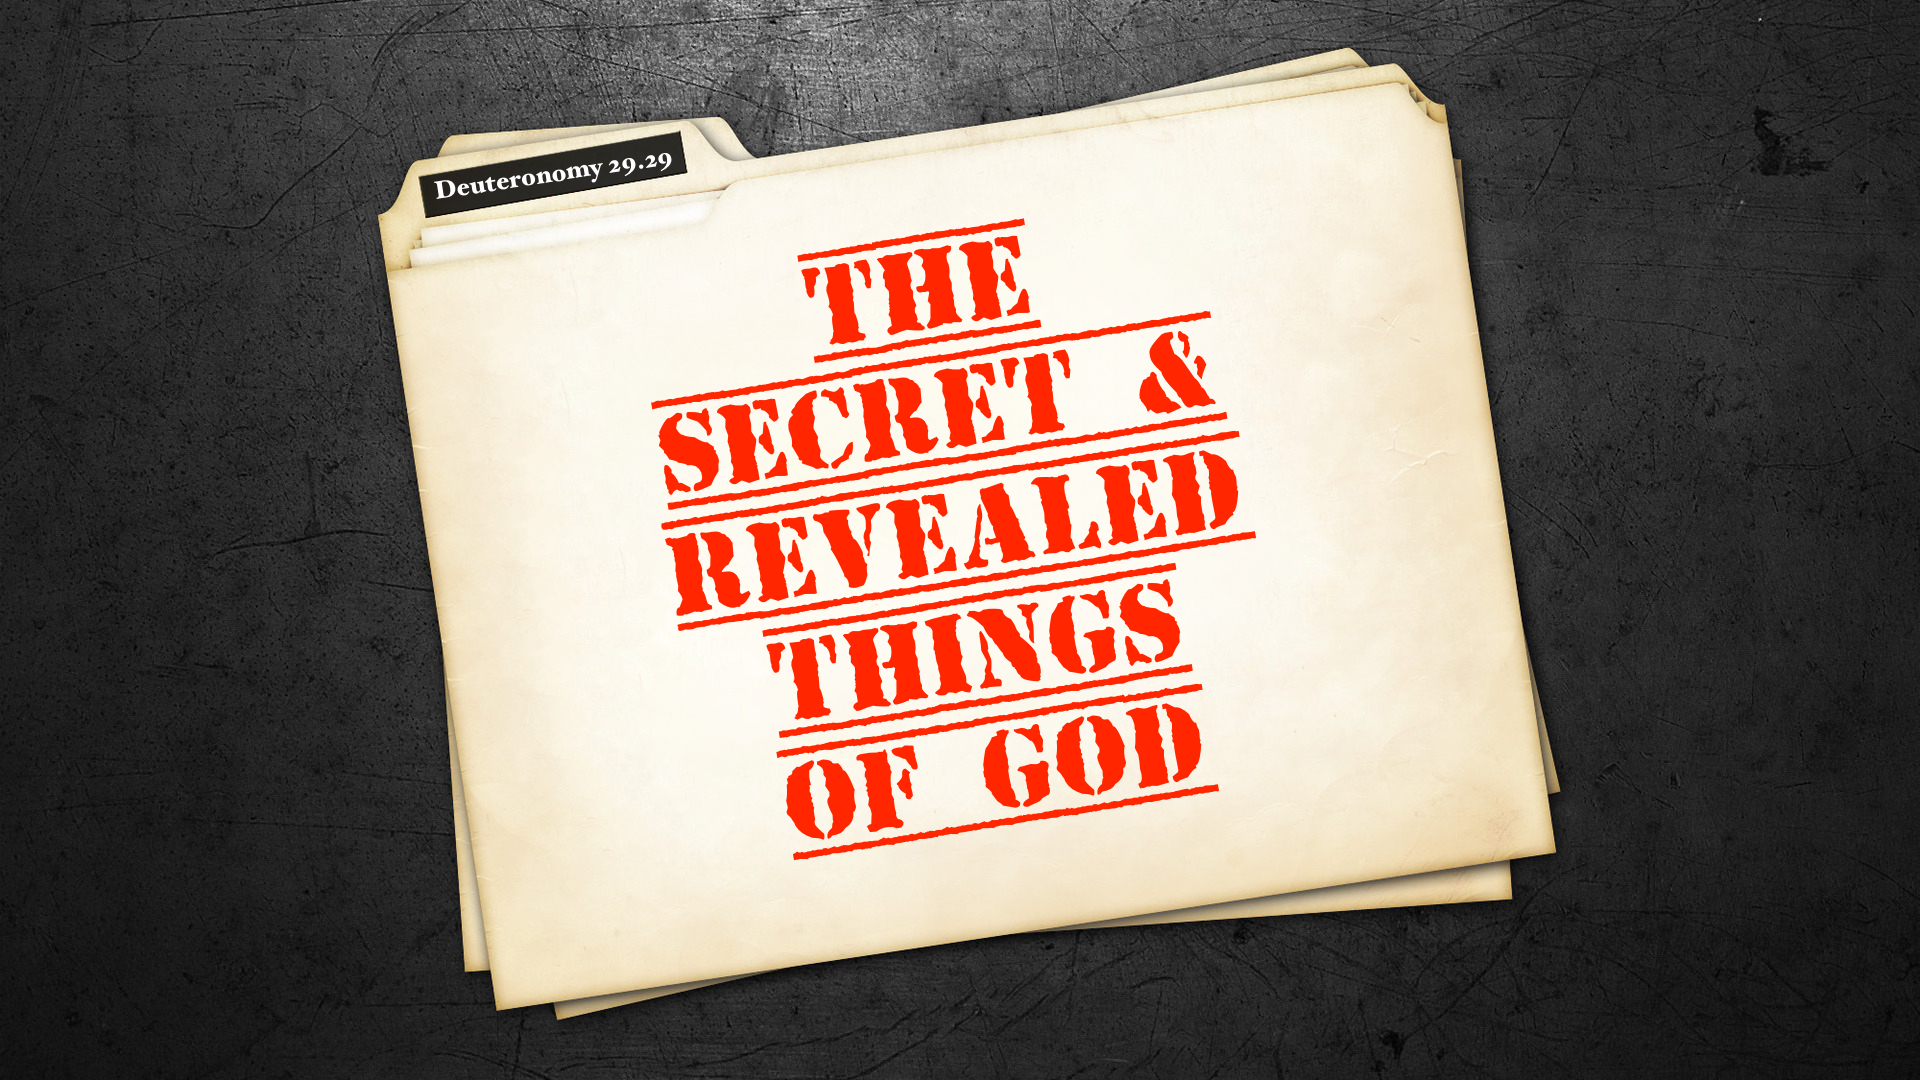 Deuteronomy 29.29
THE
SECRET &
REVEALED
THINGS
OF GOD